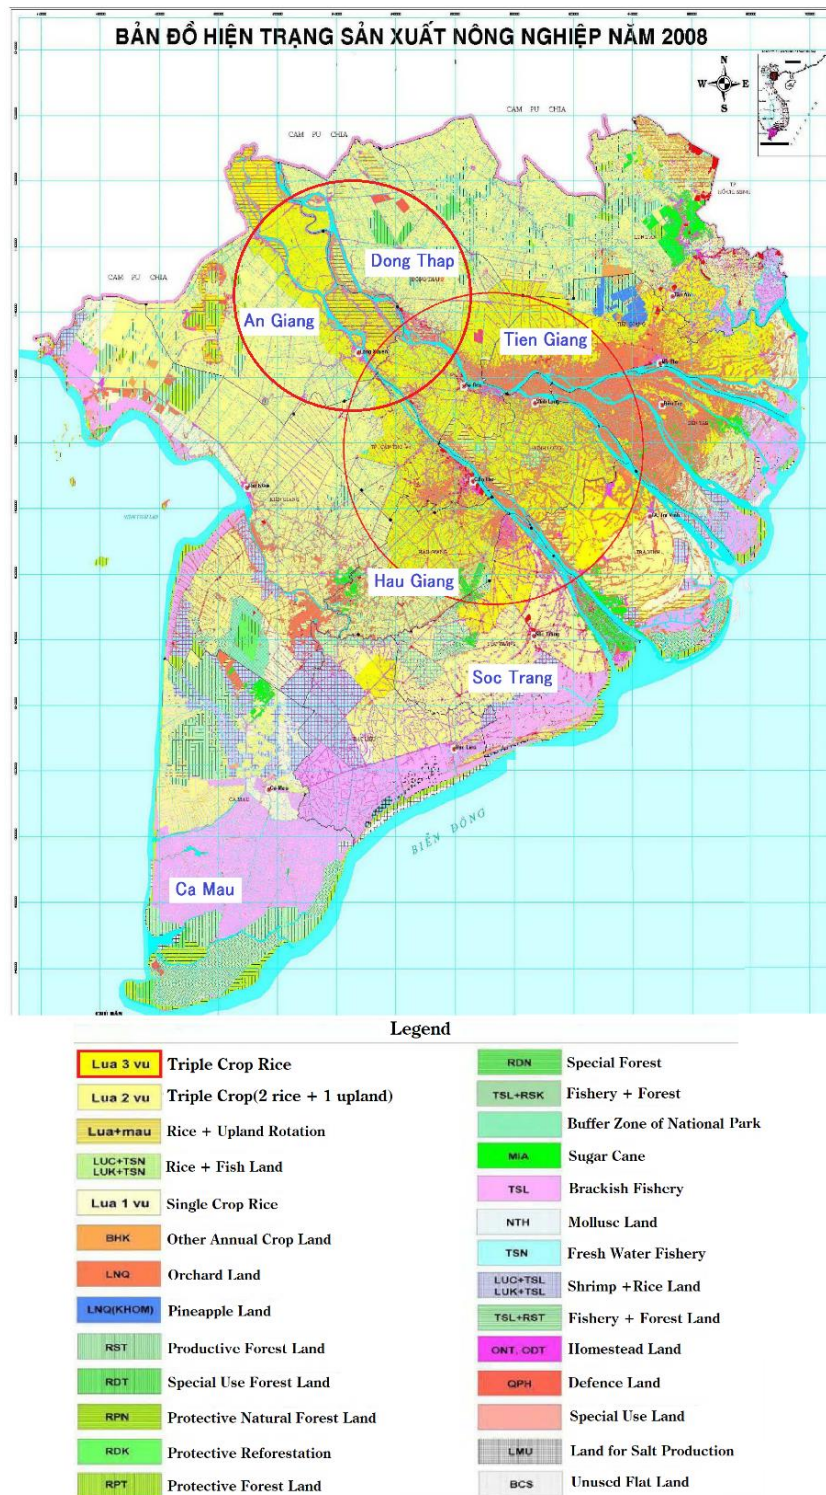 BẢN ĐỒ HIỆN TRẠNG SẢN XUẤT NÔNG NGHIỆP NĂM 2008
N
W E
S
CAM PU CHIA
CAM PU CHIA
CAM PU CHIA
Dong Thap
An Giang
Tien Giang
Hau Giang
Soc Trang
CA MAU
Ca Mau
BIỂN ĐÔNG
Ca Mau
Legend
Lua 3 vu Triple Crop Rice
Lua 2 vu Triple Crop(2 rice + 1 upland)
Lua+mau Rice + Upland Rotation
LUC+TSN
LUK+TSN Rice + Fish Land
Lua 1 vu Single Crop Rice
BHK Other Annual Crop Land
LNQ Orchard Land
LNQ(KHOM) Pineapple Land
RST Productive Forest Land
RDT Special Use Forest Land
RPN Protective Natural Forest Land
RDK Protective Reforestation
RPT Protective Forest Land
RDN Special Forest
TSL+RSK Fishery + Forest
Buffer Zone of National Park
MIA Sugar Cane
TSL Brackish Fishery
NTH Mollusc Land
TSN Fresh Water Fishery
LUC+TSL
LUK+TSL Shrimp +Rice Land
TSL+RST Fishery + Forest Land
ONT, ODT Homestead Land
QPH Defence Land
Special Use Land
LMU Land for Salt Production
BCS Unused Flat Land